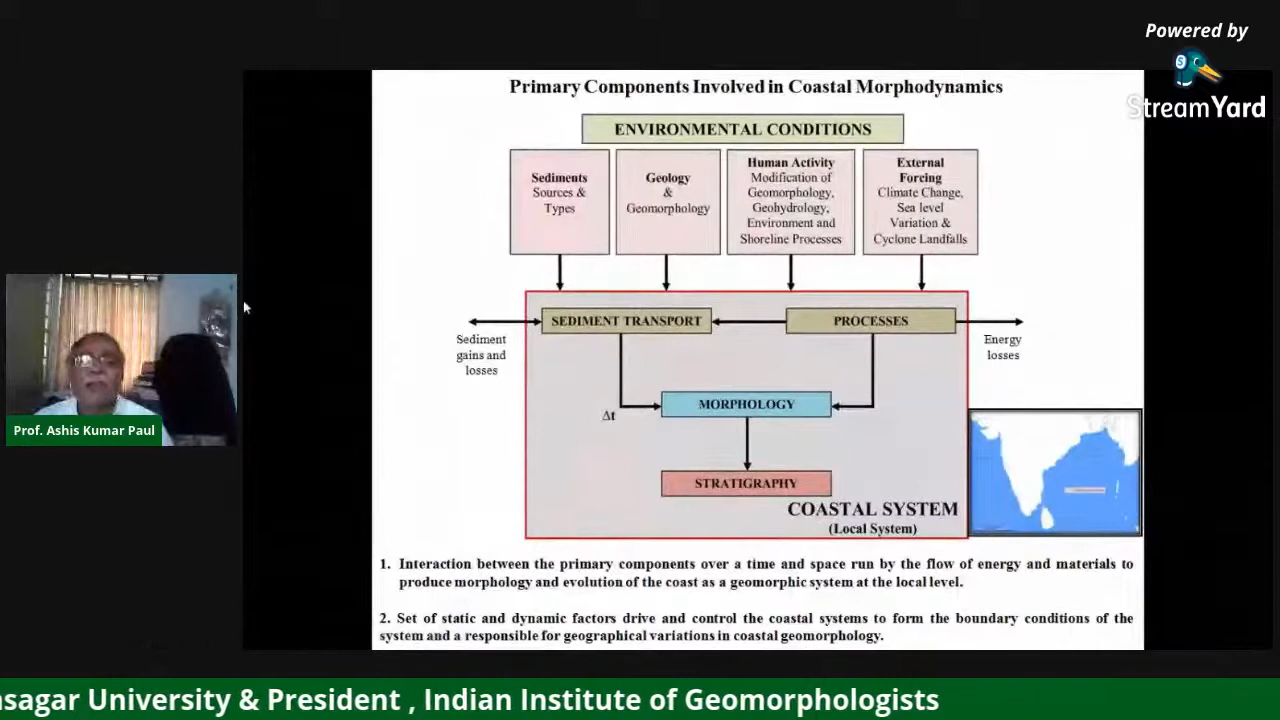 Powered by
StreamYard
Primary Components Involved in Coastal Morphodynamics
ENVIRONMENTAL CONDITIONS
Sediments
Sources &
Types
Geology
&
Geomorphology
Human Activity
Modification of
Geomorphology,
Geohydrology,
Environment and
Shoreline Processes
External
Forcing
Climate Change,
Sea level
Variation &
Cyclone Landfalls
SEDIMENT TRANSPORT
PROCESSES
Sediment
gains and
losses
Energy
losses
MORPHOLOGY
Δt
STRATIGRAPHY
COASTAL SYSTEM
(Local System)
1. Interaction between the primary components over a time and space run by the flow of energy and materials to
produce morphology and evolution of the coast as a geomorphic system at the local level.
2. Set of static and dynamic factors drive and control the coastal systems to form the boundary conditions of the
system and a responsible for geographical variations in coastal geomorphology.
Prof. Ashis Kumar Paul
asagar University & President , Indian Institute of Geomorphologists